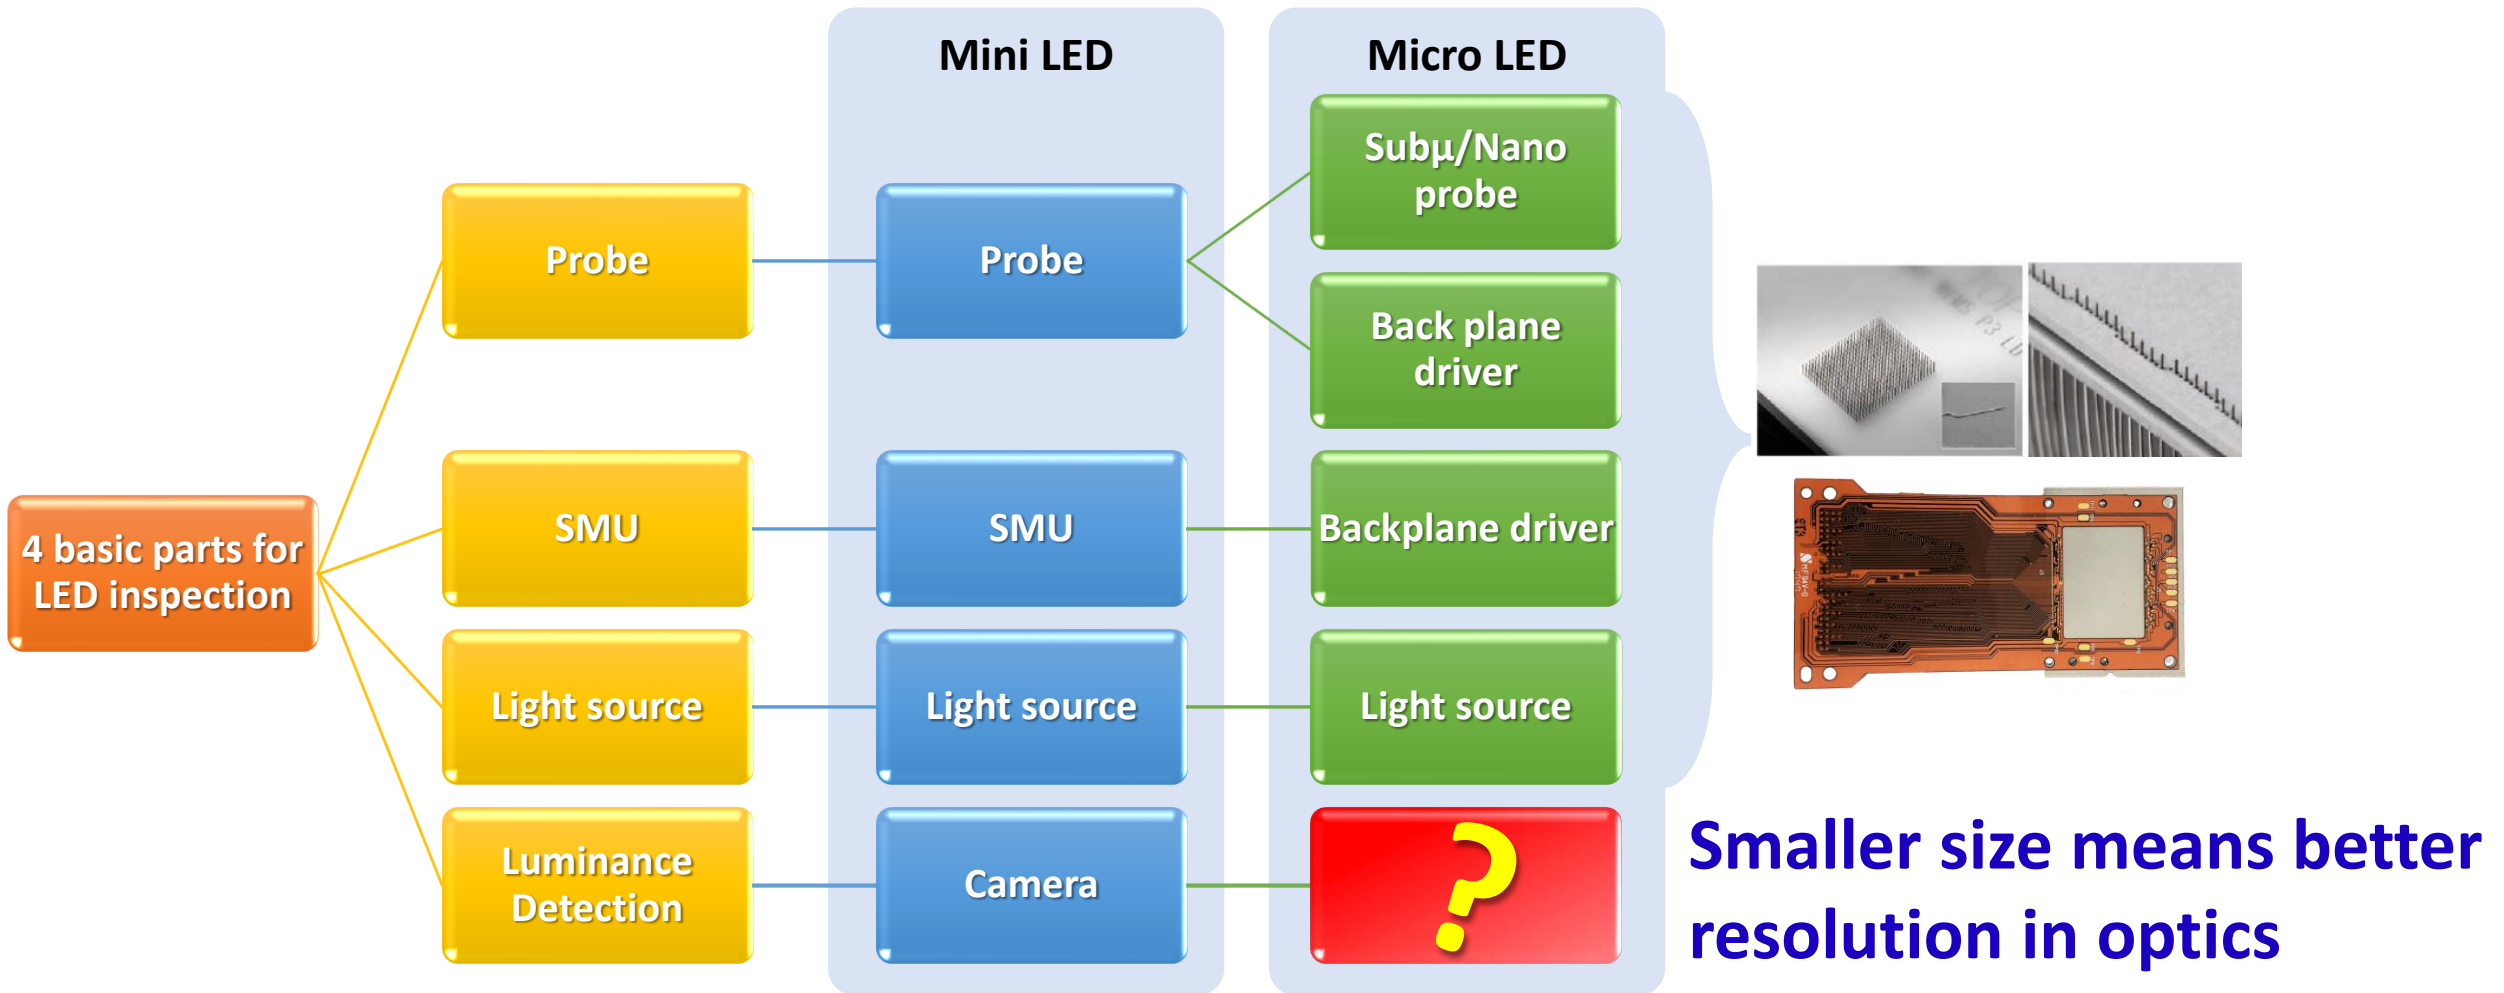 Mini LED
Micro LED
Subµ/Nano
probe
Probe
Probe
Back plane
driver
4 basic parts for
LED inspection
SMU
SMU
Backplane driver
Light source
Light source
Light source
Luminance
Detection
Camera
?
Smaller size means better
resolution in optics